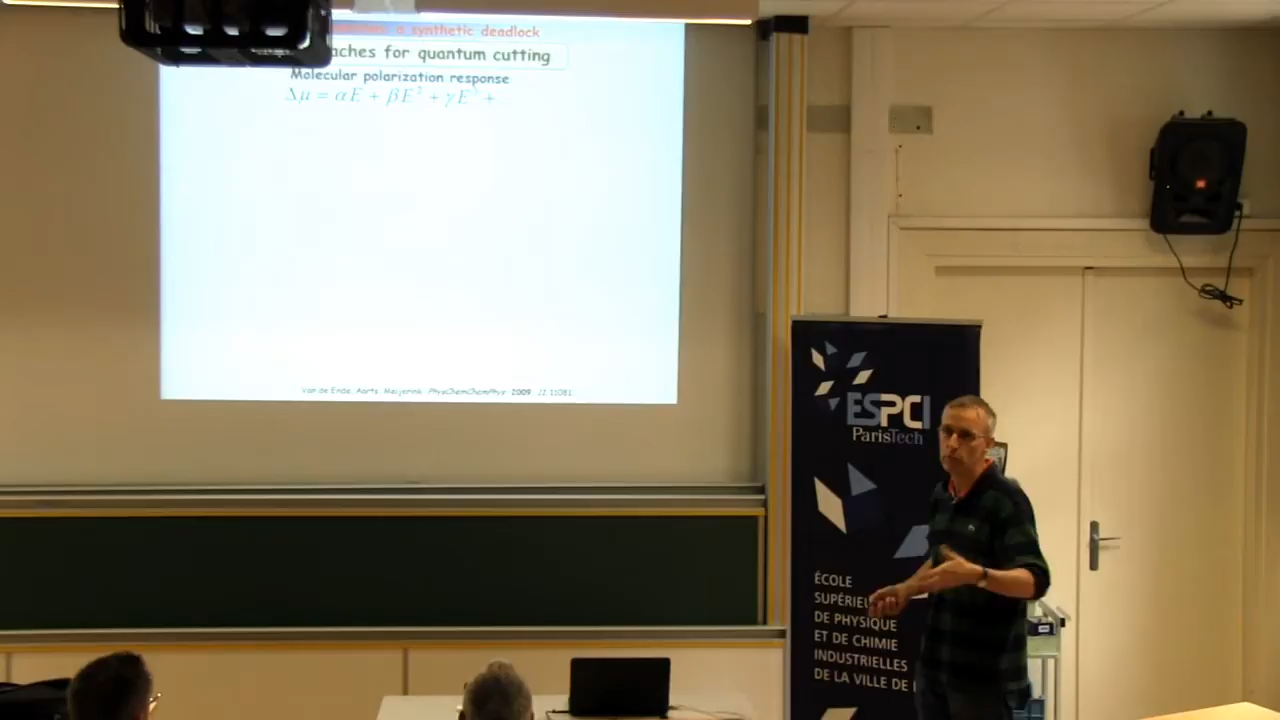 a synthetic deadlock
aches for quantum cutting
Molecular polarization response
Δμ = αE + βE² + γE³ + ...
Van de Ende, Aarts, Meijerink, PhysChemChemPhys, 2009, 11, 11081.
ESPCI
ParisTech
ÉCOLE
SUPÉRIEU
DE PHYSIQUE
ET DE CHIMIE
INDUSTRIELLES
DE LA VILLE DE